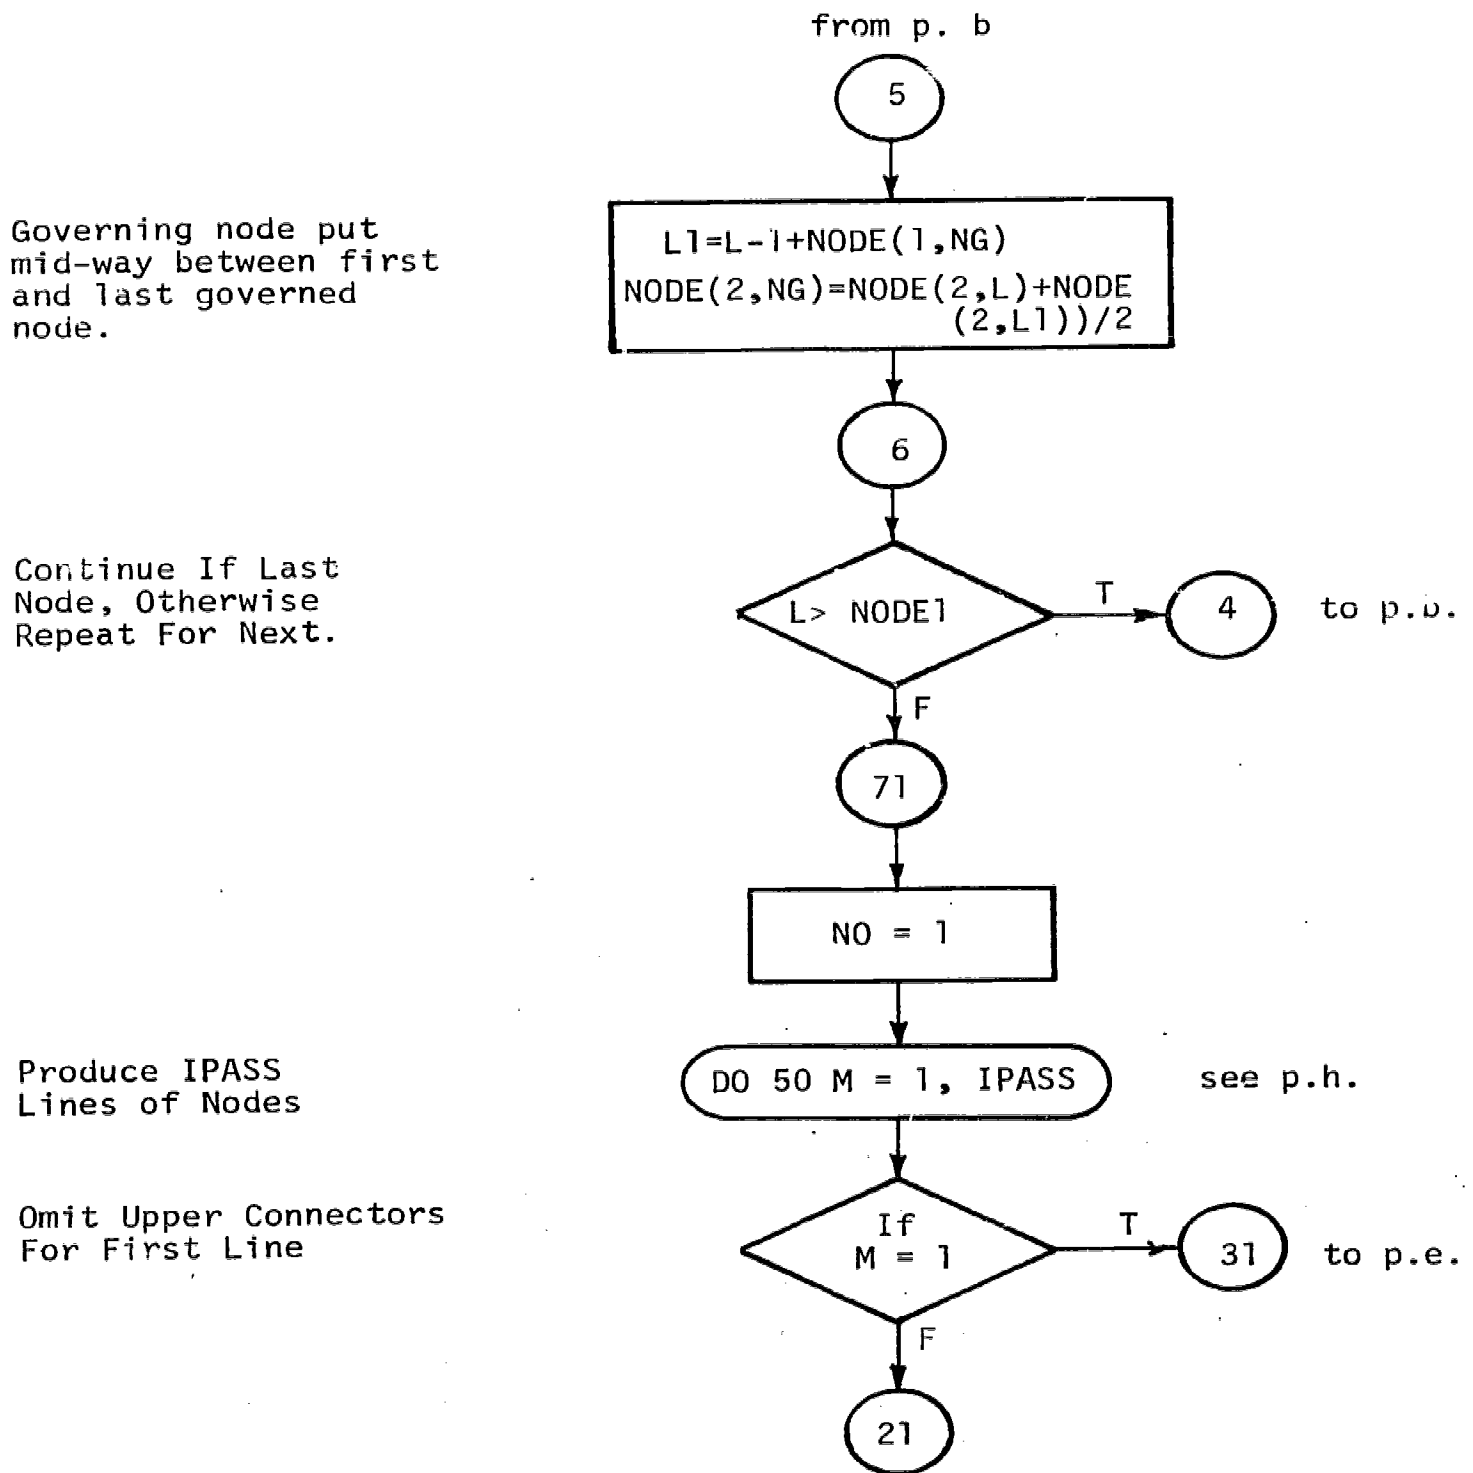 from p. b
5
Governing node put
mid-way between first
and last governed
node.
L1=L-1+NODE(1,NG)
NODE(2,NG)=NODE(2,L)+NODE
(2,L1))/2
6
Continue If Last
Node, Otherwise
Repeat For Next.
L> NODE1
T
4
to p.b.
F
71
NO = 1
Produce IPASS
Lines of Nodes
DO 50 M = 1, IPASS
see p.h.
Omit Upper Connectors
For First Line
If
M = 1
T
31
to p.e.
F
21